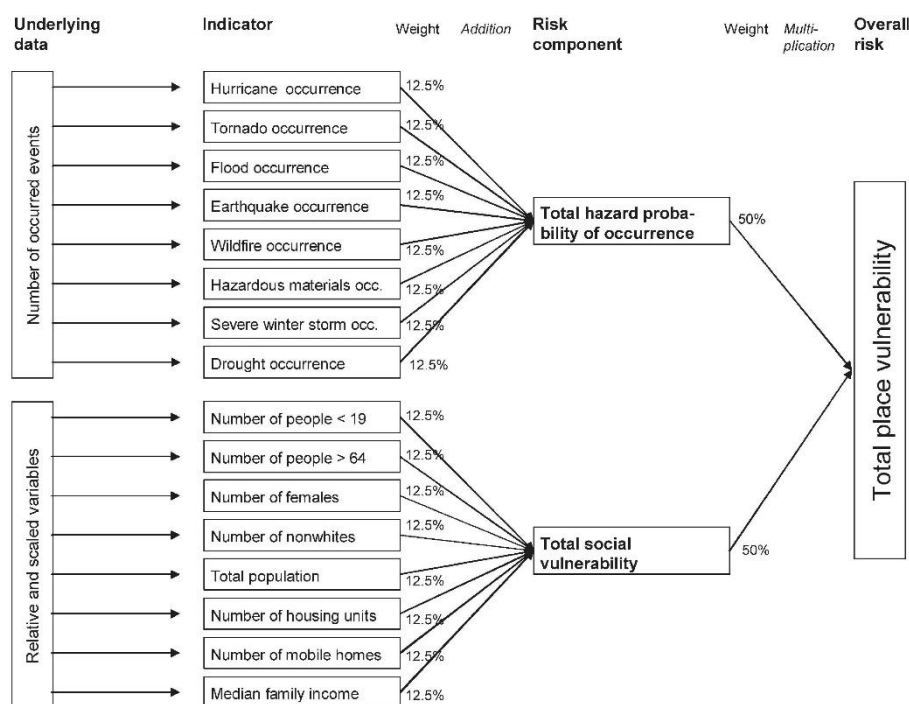 Underlying
data
Indicator
Weight
Addition
Risk
component
Weight
Multi-
plication
Overall
risk
Number of occurred events
Hurricane occurrence
12.5%
Tornado occurrence
12.5%
Flood occurrence
12.5%
Earthquake occurrence
12.5%
Wildfire occurrence
12.5%
Hazardous materials occ.
12.5%
Severe winter storm occ.
12.5%
Drought occurrence
12.5%
Total hazard proba-
bility of occurrence
50%
Relative and scaled variables
Number of people < 19
12.5%
Number of people > 64
12.5%
Number of females
12.5%
Number of nonwhites
12.5%
Total population
12.5%
Number of housing units
12.5%
Number of mobile homes
12.5%
Median family income
12.5%
Total social
vulnerability
50%
Total place vulnerability